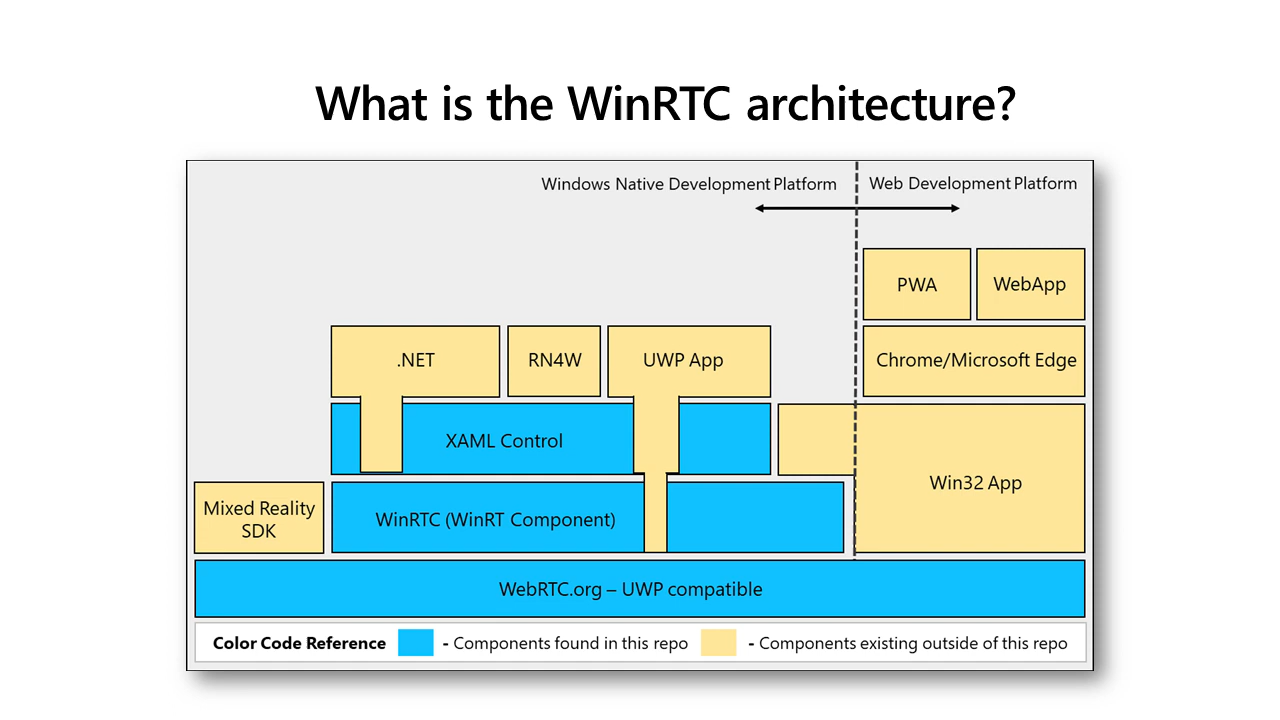 What is the WinRTC architecture?
Windows Native Development Platform
Web Development Platform
PWA
WebApp
.NET
RN4W
UWP App
Chrome/Microsoft Edge
XAML Control
Win32 App
Mixed Reality
SDK
WinRTC (WinRT Component)
WebRTC.org – UWP compatible
Color Code Reference - Components found in this repo - Components existing outside of this repo